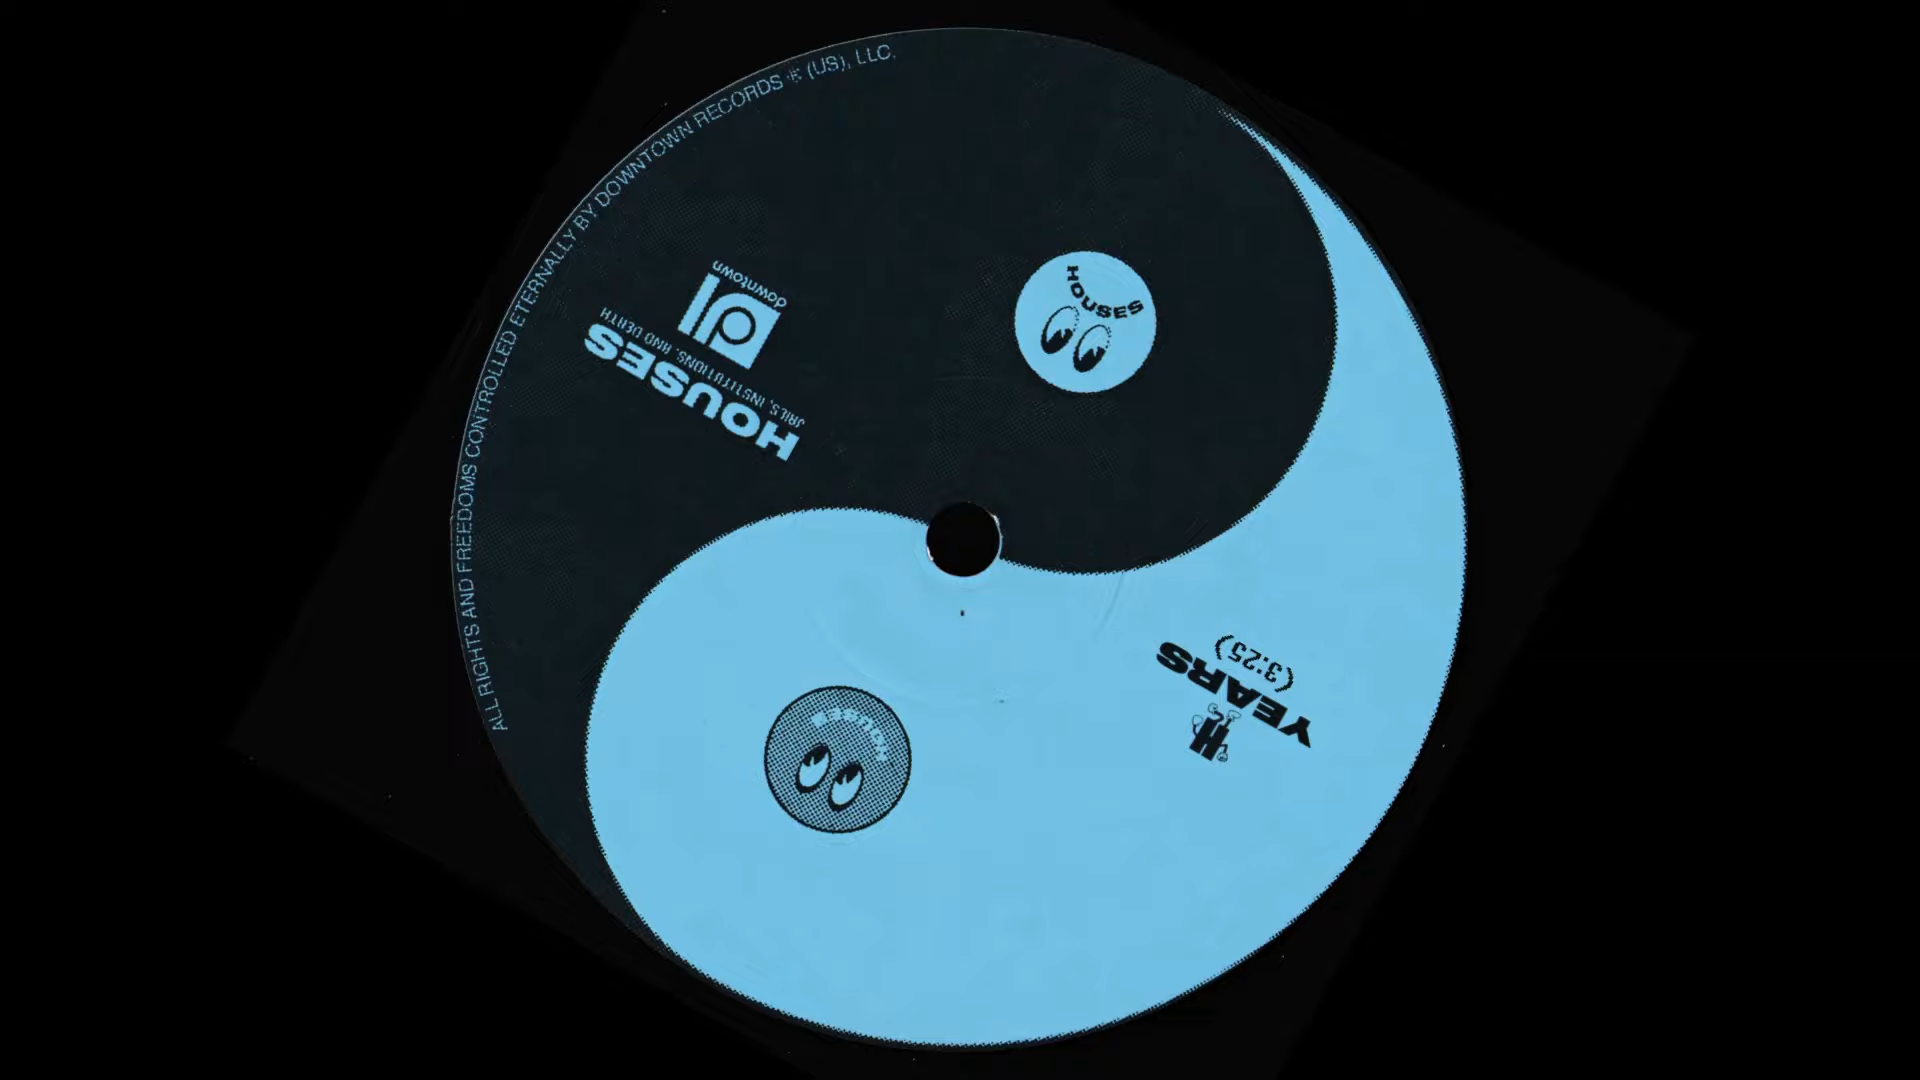 ALL RIGHTS AND FREEDOMS CONTROLLED ETERNALLY BY DOWNTOWN RECORDS (US), LLC.
HOUSES
JAILS, INSTITUTIONS, AND DEATH
downtown
HOUSES
HOUSES
H
YEARS
(3:25)